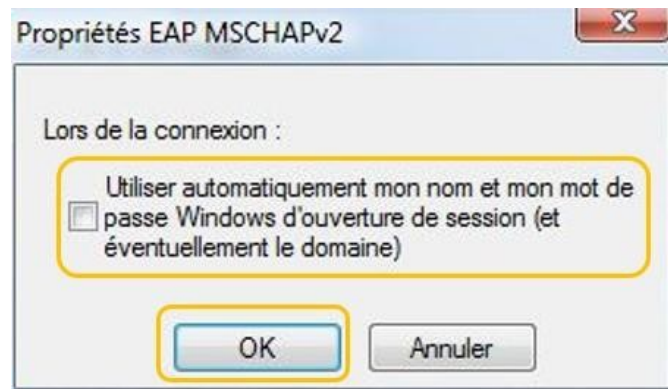 Propriétés EAP MSCHAPv2
Lors de la connexion :
Utiliser automatiquement mon nom et mon mot de
passe Windows d'ouverture de session (et
éventuellement le domaine)
OK
Annuler